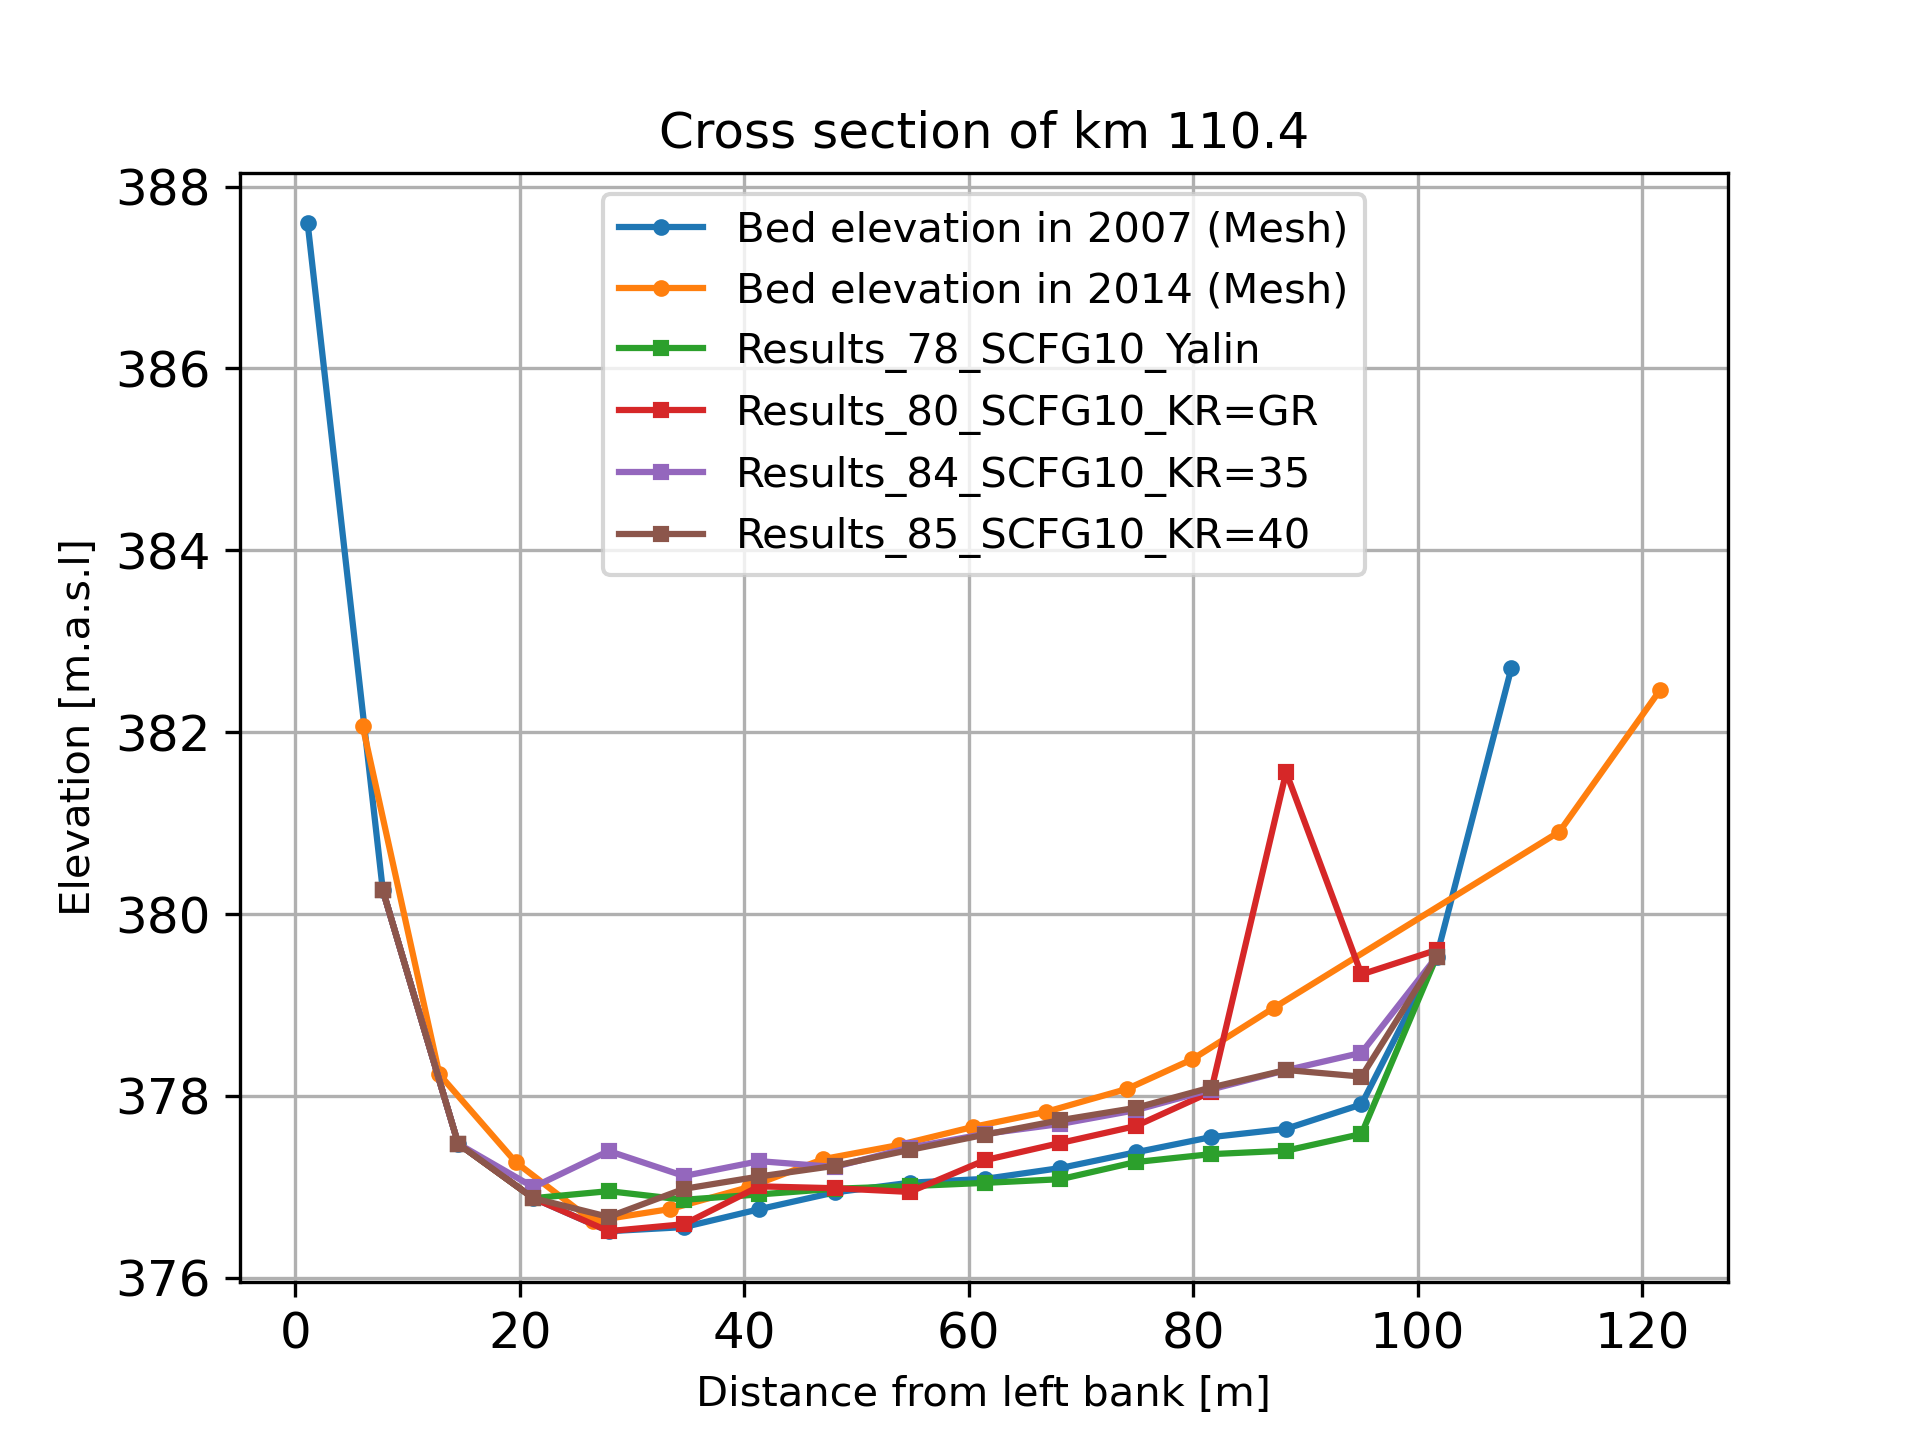 Cross section of km 110.4
388
386
384
382
380
378
376
Elevation [m.a.s.l]
Bed elevation in 2007 (Mesh)
Bed elevation in 2014 (Mesh)
Results_78_SCFG10_Yalin
Results_80_SCFG10_KR=GR
Results_84_SCFG10_KR=35
Results_85_SCFG10_KR=40
0 20 40 60 80 100 120
Distance from left bank [m]